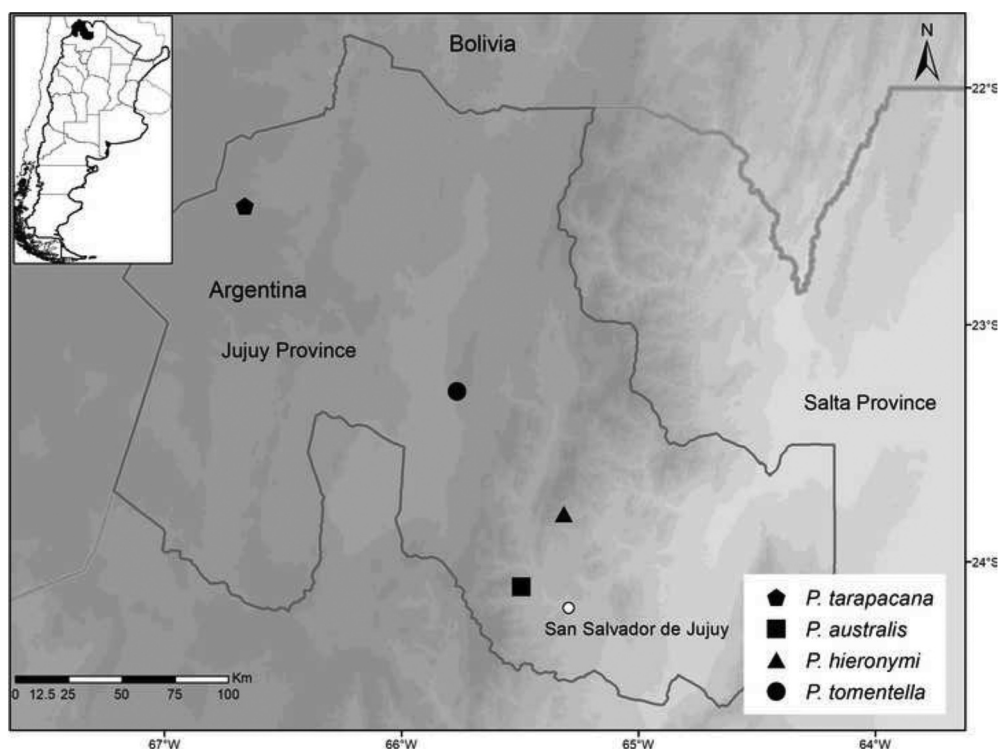 Bolivia
N
22°S
Argentina
Jujuy Province
23°S
Salta Province
24°S
San Salvador de Jujuy
P. tarapacana
P. australis
P. hieronymi
P. tomentella
Km
0 12.5 25 50 75 100
67°W 66°W 65°W 64°W